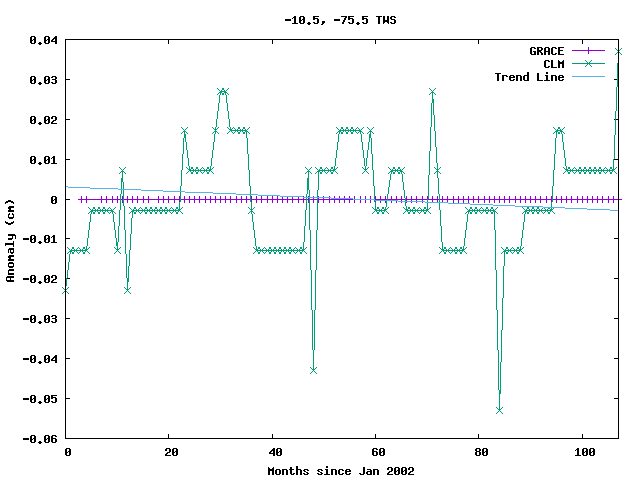 -10.5, -75.5 TWS
GRACE
CLM
Trend Line
0.04
0.03
0.02
0.01
0
-0.01
-0.02
-0.03
-0.04
-0.05
-0.06
Anomaly (cm)
0 20 40 60 80 100
Months since Jan 2002